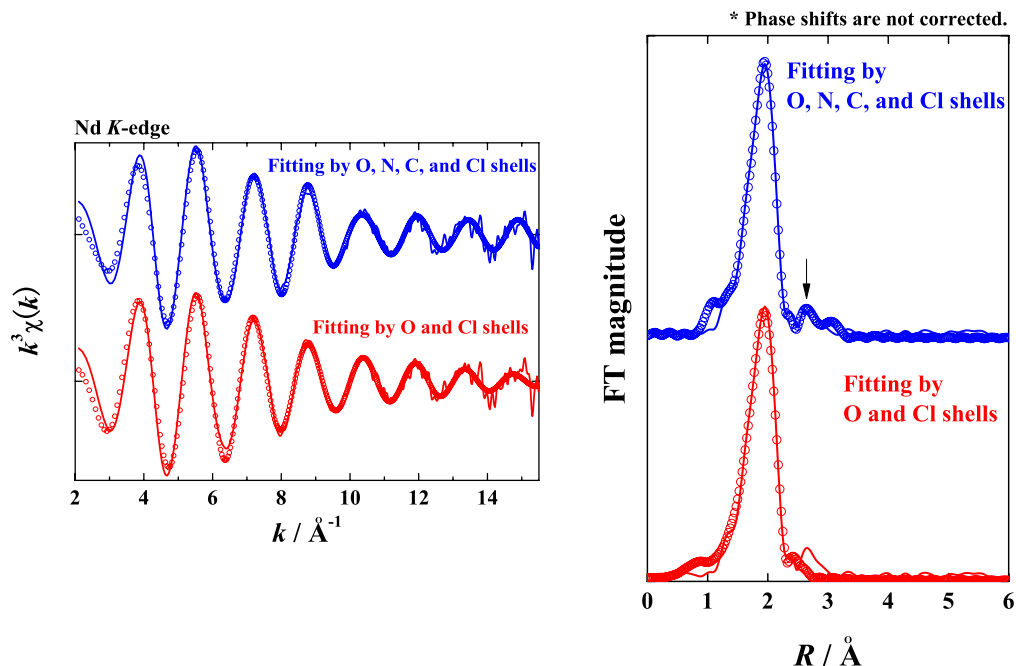 Nd K-edge
Fitting by O, N, C, and Cl shells
Fitting by O and Cl shells
k³χ(k)
2 4 6 8 10 12 14
k / Å⁻¹
* Phase shifts are not corrected.
Fitting by
O, N, C, and Cl shells
Fitting by
O and Cl shells
FT magnitude
0 1 2 3 4 5 6
R / Å